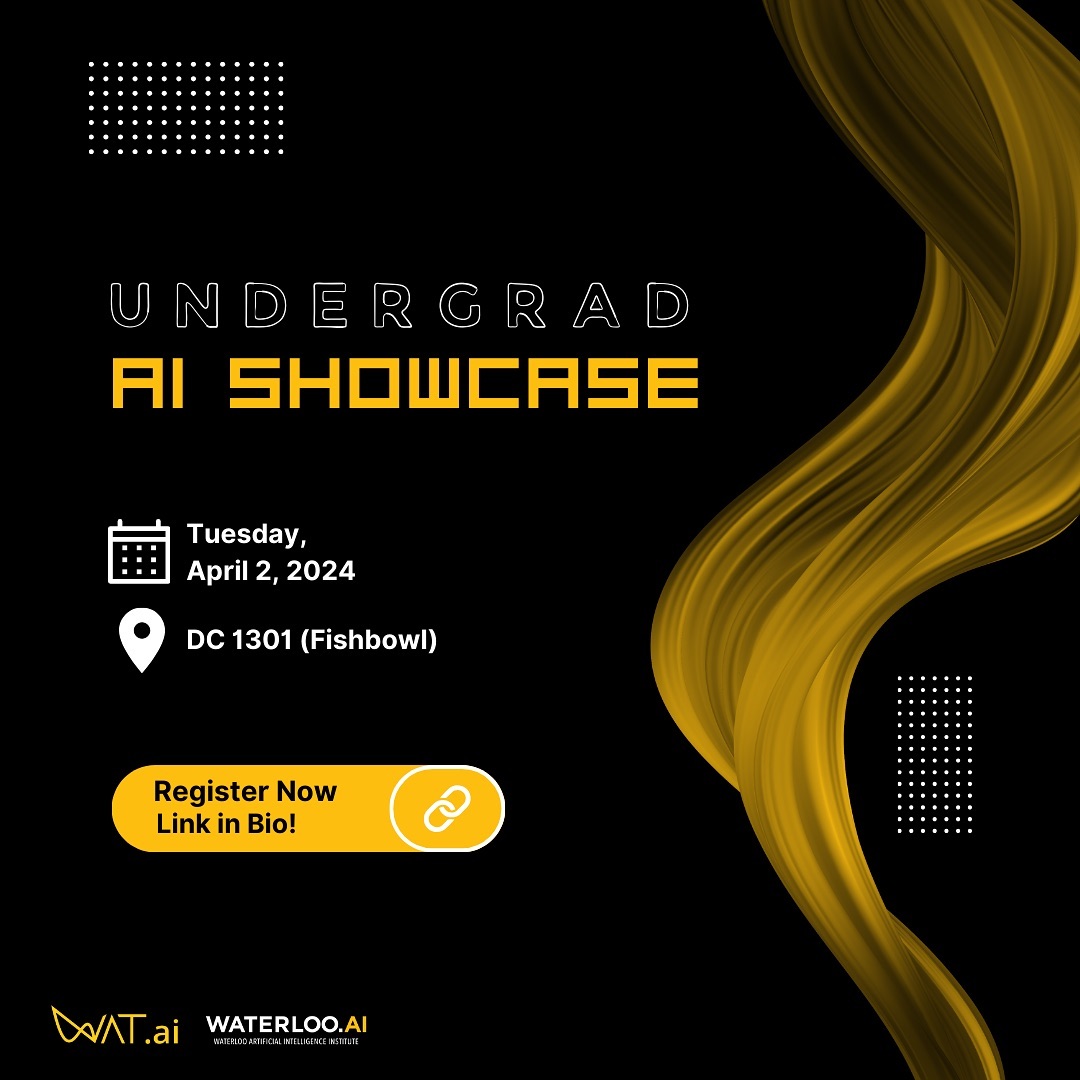 UNDERGRAD
AI SHOWCASE
Tuesday,
April 2, 2024
DC 1301 (Fishbowl)
Register Now
Link in Bio!
WAT.ai
WATERLOO.AI
WATERLOO ARTIFICIAL INTELLIGENCE INSTITUTE